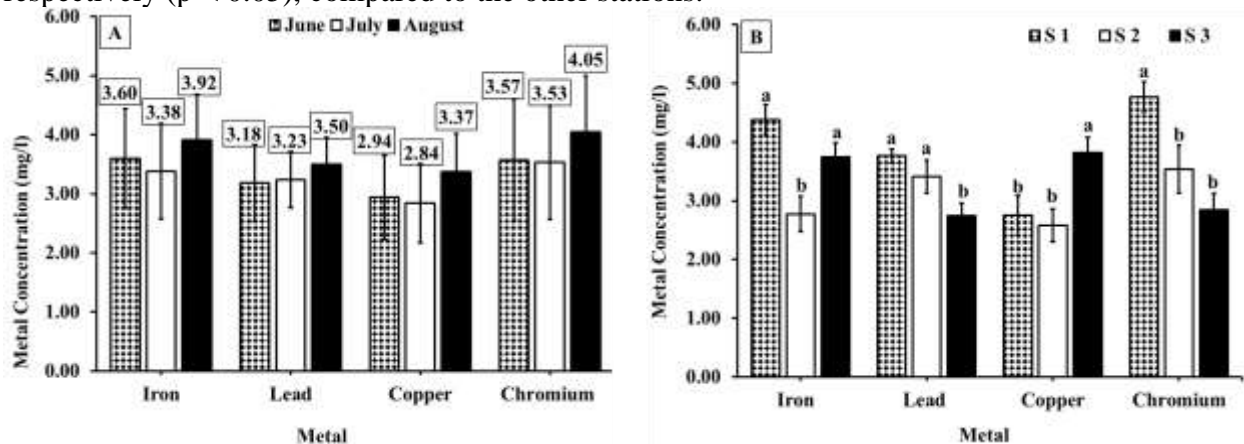 respectively (p < 0.05), compared to the other stations.
A
June July August
6.00
5.00
4.00
3.00
2.00
1.00
0.00
Metal Concentration (mg/l)
3.60 3.38 3.92
3.18 3.23 3.50
2.94 2.84 3.37
3.57 3.53 4.05
Iron Lead Copper Chromium
Metal
B
S 1 S 2 S 3
6.00
5.00
4.00
3.00
2.00
1.00
0.00
Metal Concentration (mg/l)
a b a
a a b
b b a
a b b
Iron Lead Copper Chromium
Metal